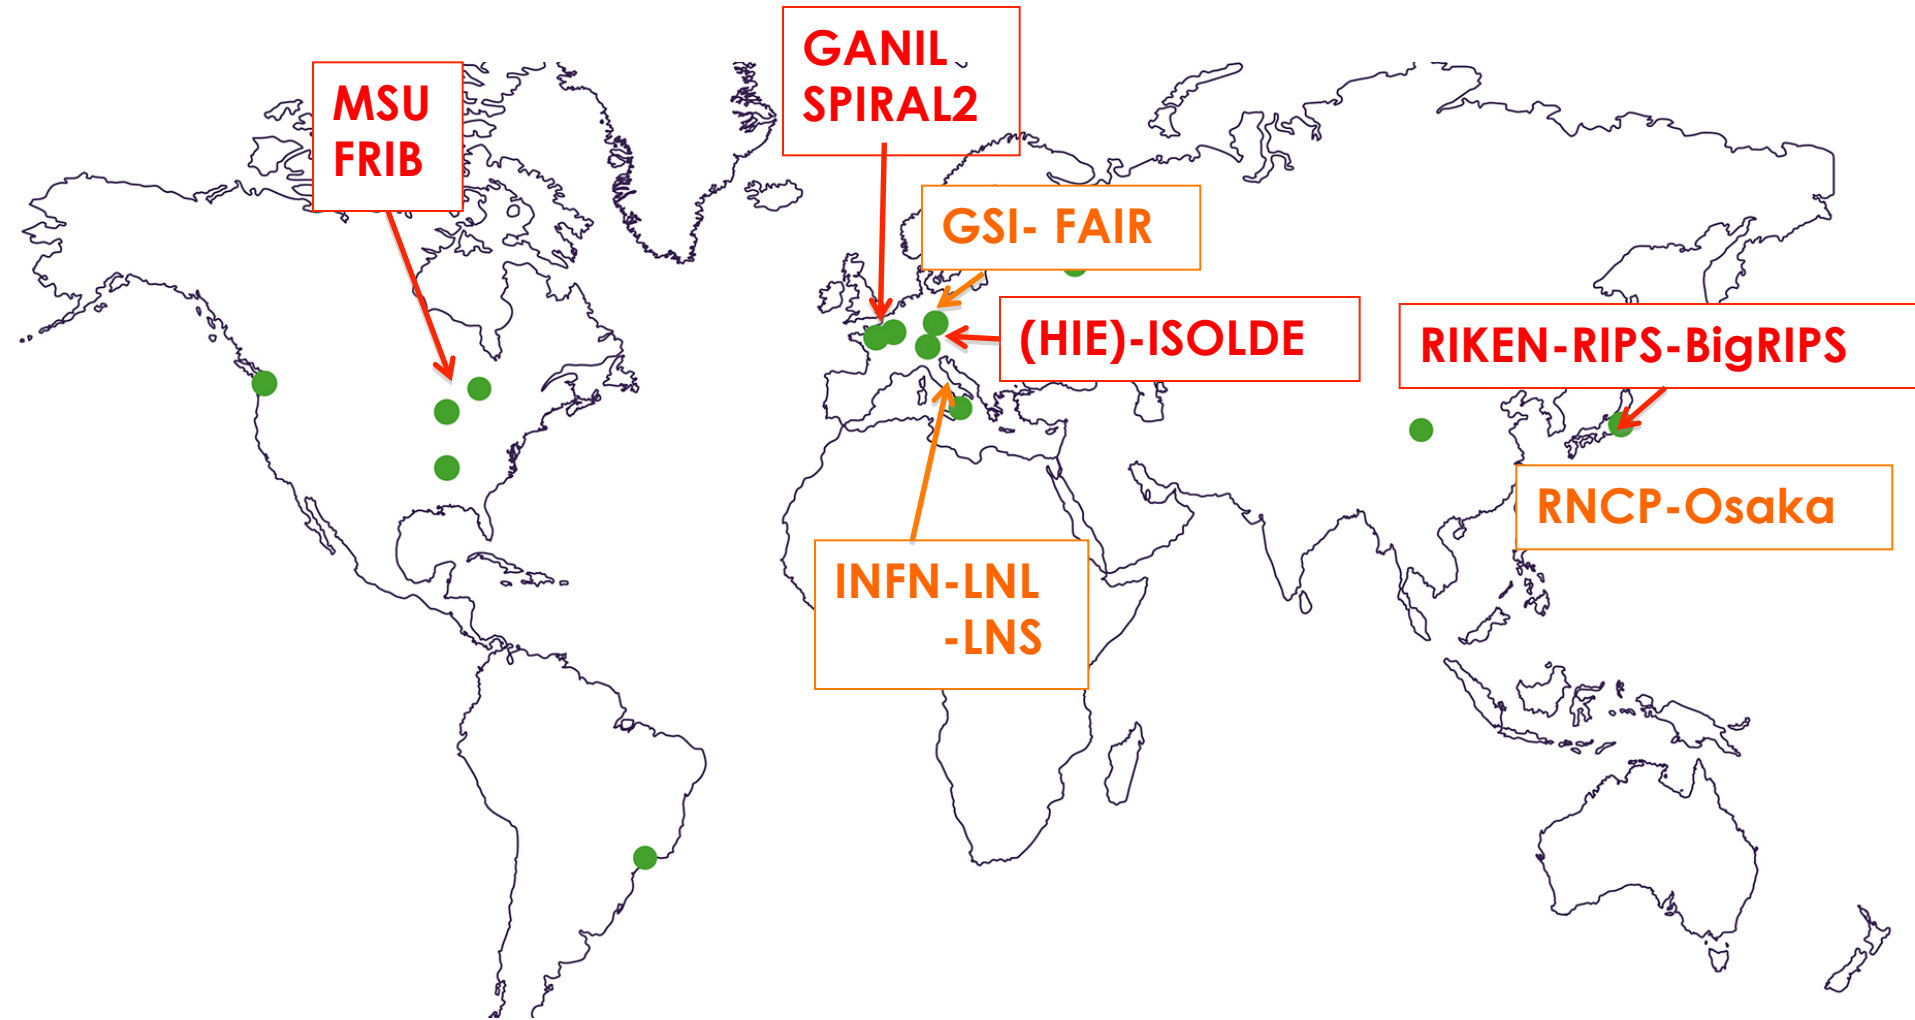 GANIL
SPIRAL2
MSU
FRIB
GSI- FAIR
(HIE)-ISOLDE
RIKEN-RIPS-BigRIPS
RNCP-Osaka
INFN-LNL
-LNS